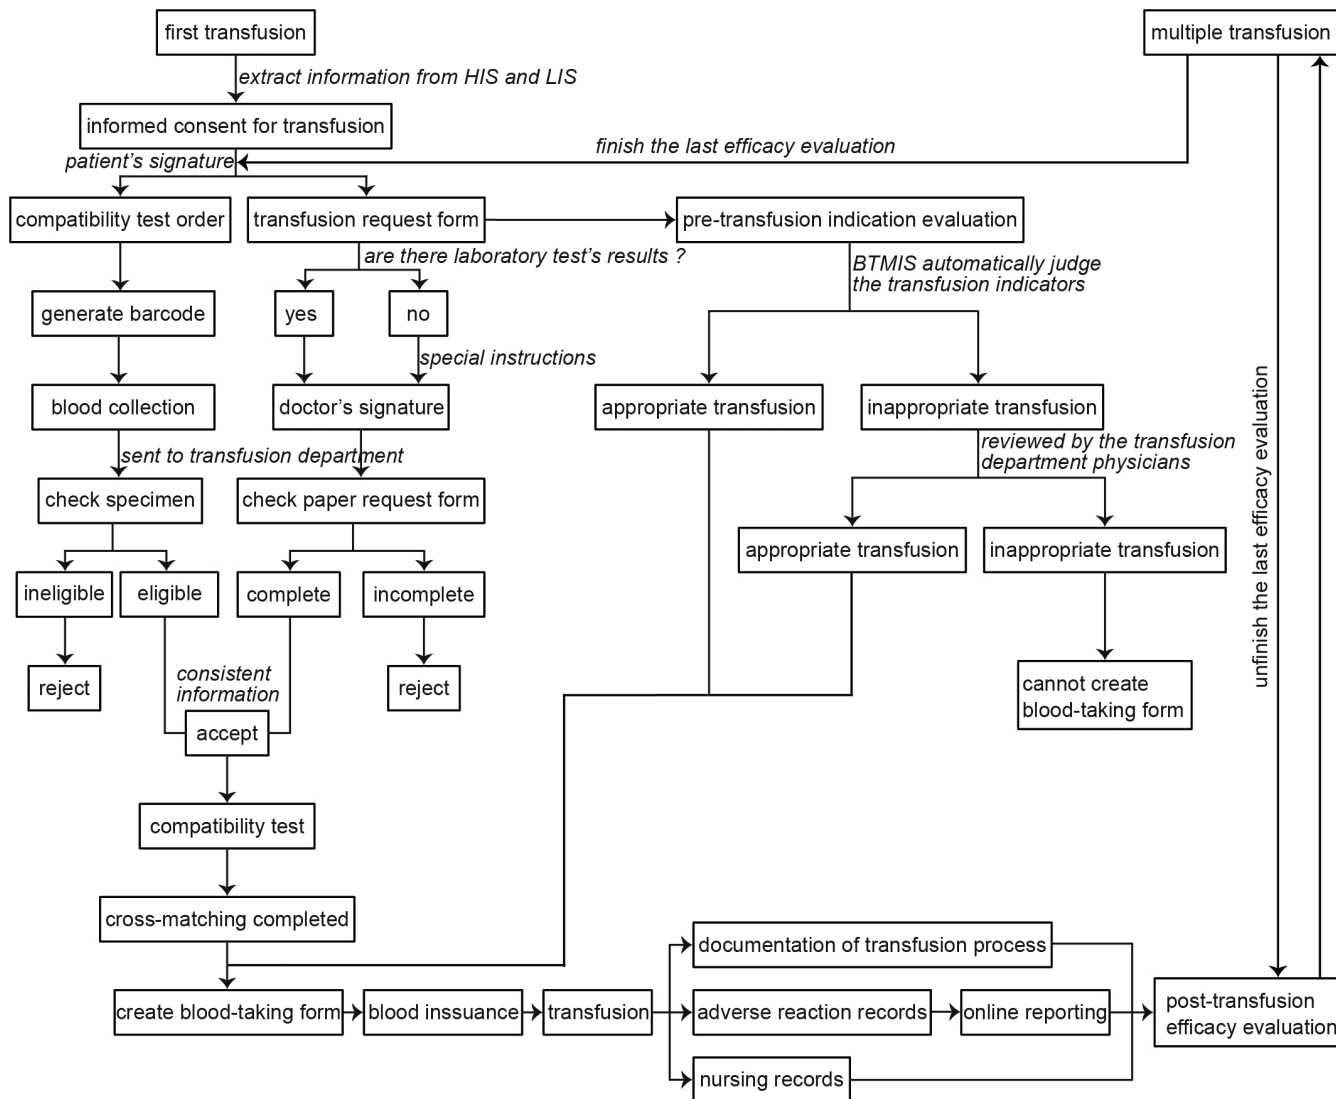 first transfusion
multiple transfusion
extract information from HIS and LIS
informed consent for transfusion
finish the last efficacy evaluation
patient's signature
compatibility test order
transfusion request form
pre-transfusion indication evaluation
are there laboratory test's results ?
BTMIS automatically judge
the transfusion indicators
generate barcode
yes
no
special instructions
blood collection
doctor's signature
appropriate transfusion
inappropriate transfusion
unfinish the last efficacy evaluation
sent to transfusion department
reviewed by the transfusion
department physicians
check specimen
check paper request form
appropriate transfusion
inappropriate transfusion
ineligible
eligible
complete
incomplete
reject
consistent
information
reject
cannot create
blood-taking form
accept
compatibility test
cross-matching completed
documentation of transfusion process
create blood-taking form
blood inssuance
transfusion
adverse reaction records
online reporting
post-transfusion
efficacy evaluation
nursing records